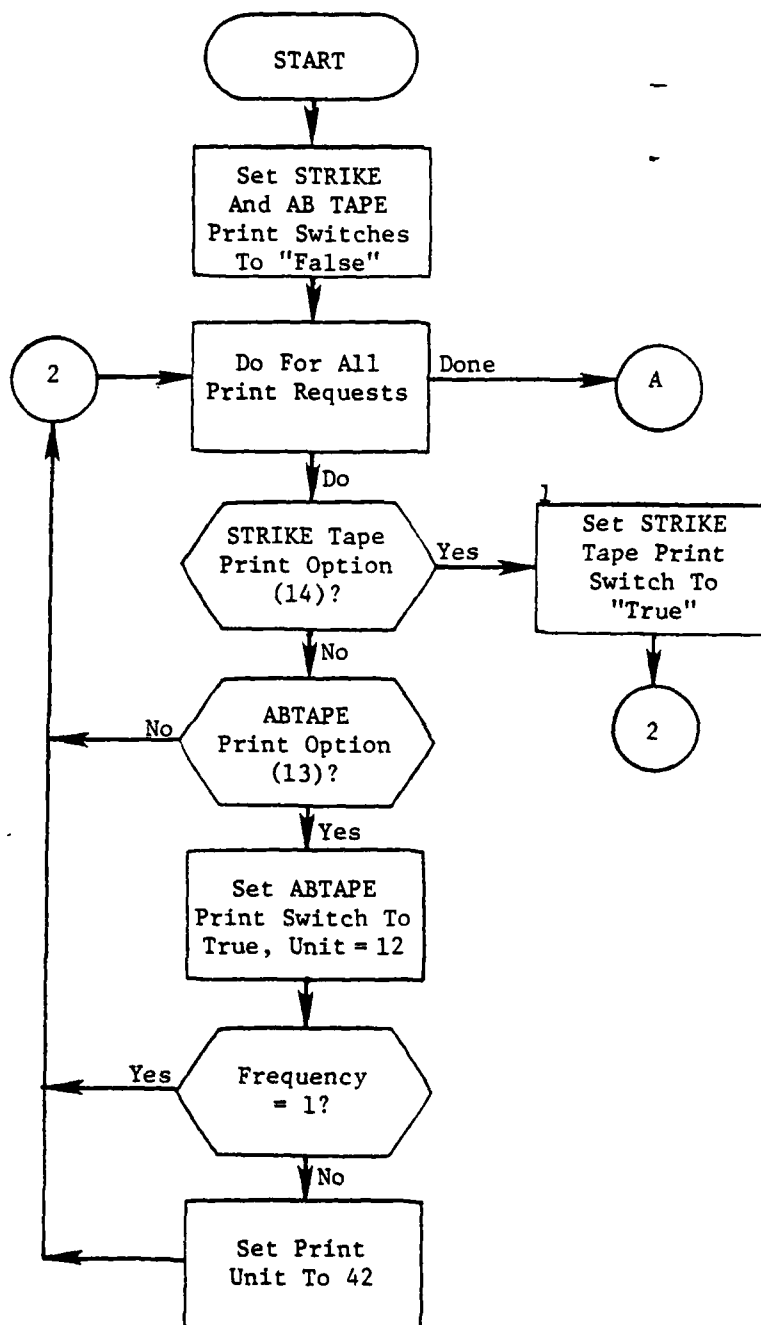 START
Set STRIKE
And AB TAPE
Print Switches
To "False"
2
Do For All
Print Requests
Done
A
Do
STRIKE Tape
Print Option
(14)?
Yes
1
Set STRIKE
Tape Print
Switch To
"True"
No
2
ABTAPE
Print Option
(13)?
No
Yes
Set ABTAPE
Print Switch To
True, Unit = 12
Frequency
= 1?
Yes
No
Set Print
Unit To 42